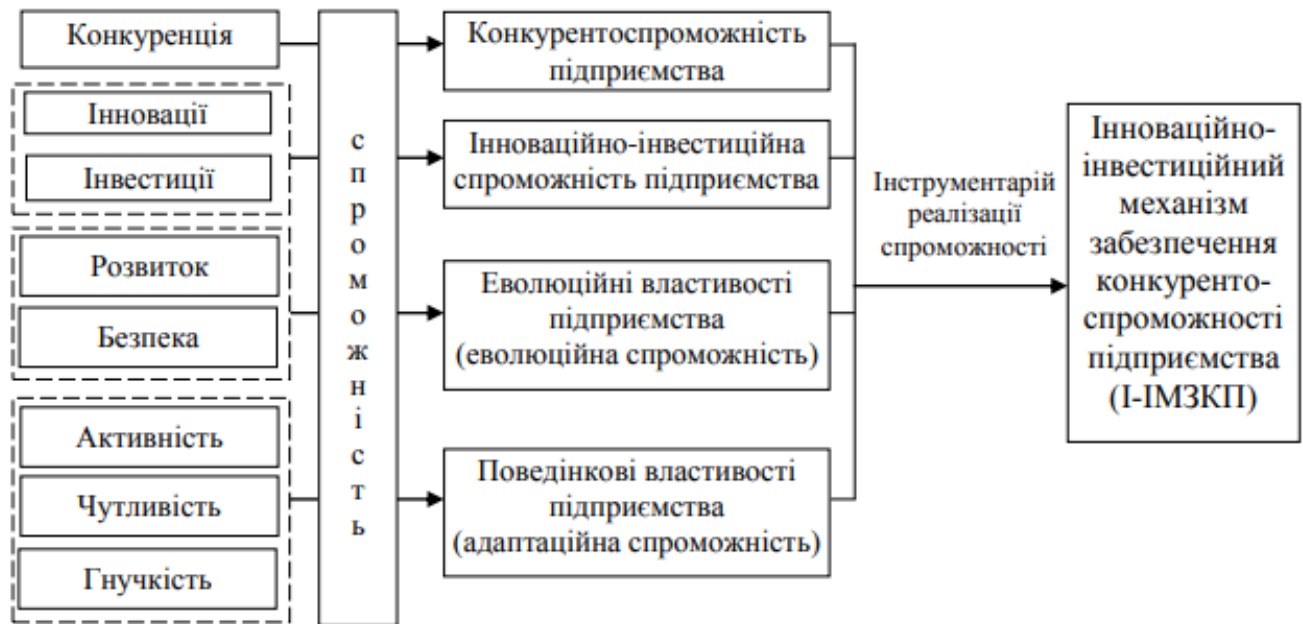 Конкуренція
Інновації
Інвестиції
Розвиток
Безпека
Активність
Чутливість
Гнучкість
с
п
р
о
м
о
ж
н
і
с
т
ь
Конкурентоспроможність
підприємства
Інноваційно-інвестиційна
спроможність підприємства
Еволюційні властивості
підприємства
(еволюційна спроможність)
Поведінкові властивості
підприємства
(адаптаційна спроможність)
Інструментарій
реалізації
спроможності
Інноваційно-
інвестиційний
механізм
забезпечення
конкуренто-
спроможності
підприємства
(І-ІМЗКП)